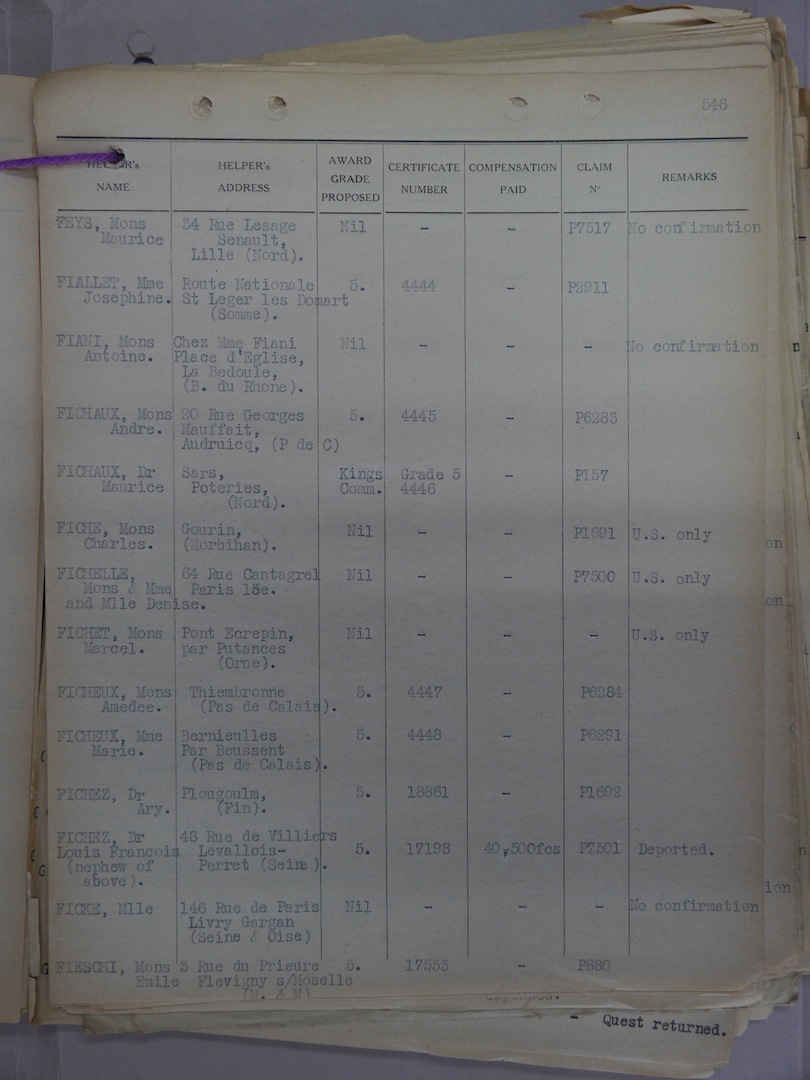 546
HELPER's NAME HELPER's ADDRESS AWARD GRADE PROPOSED CERTIFICATE NUMBER COMPENSATION PAID CLAIM Nº REMARKS
FEYS, Mons 34 Rue Lesage Nil - - P7517 No confirmation
Maurice Senault,
Lille (Nord).
FIALLET, Mme Route Nationale 5. 4444 - P2911
Josephine. St Leger les Domart
(Somme).
FIANI, Mons Chez Mme Fiani Nil - - - No confirmation
Antoine. Place d'Eglise,
La Bedoule,
(B. du Rhone).
FICHAUX, Mons 20 Rue Georges 5. 4445 - P6283
Andre. Mauffait,
Audruicq, (P de C)
FICHAUX, Dr Sars, Kings Grade 5 - P157
Maurice Poteries, Comm. 4446
(Nord).
FICHE, Mons Gourin, Nil - - P1691 U.S. only
Charles. (Morbihan).
FICHELLE, 64 Rue Cantagrel Nil - - P7500 U.S. only
Mons & Mme Paris 13e.
and Mlle Denise.
FICHET, Mons Pont Ecrepin, Nil - - - U.S. only
Marcel. par Putances
(Orne).
FICHEUX, Mons Thiembronne 5. 4447 - P6284
Amedee. (Pas de Calais).
FICHEUX, Mme Bernieulles 5. 4448 - P6291
Marie. Par Beussent
(Pas de Calais).
FICHEZ, Dr Plougoulm, 5. 18861 - P1692
Ary. (Fin).
FICHEZ, Dr 48 Rue de Villiers
Louis Francois Levallois- 5. 17198 40,500fcs P7501 Deported.
(nephew of Perret (Seine).
above).
FICKE, Mlle 146 Rue de Paris Nil - - - No confirmation
Livry Gargan
(Seine & Oise)
FIESCHI, Mons 3 Rue du Prieure 5. 17533 - P880
Emile Flevigny s/Moselle
(M. & M)
- Quest returned.